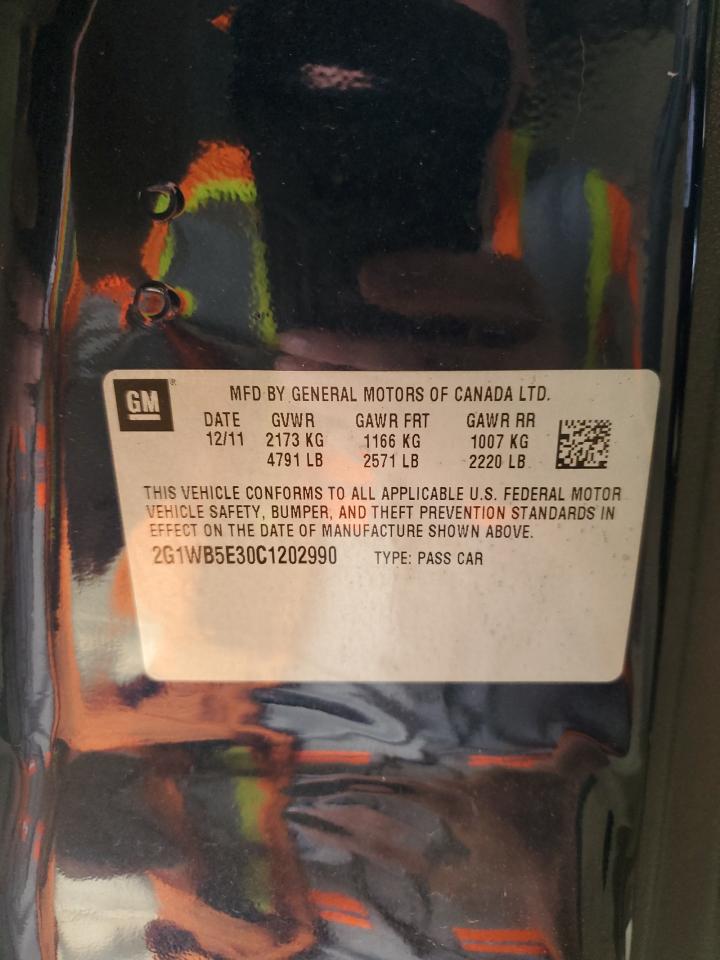 GM®
MFD BY GENERAL MOTORS OF CANADA LTD.
DATE GVWR GAWR FRT GAWR RR
12/11 2173 KG 1166 KG 1007 KG
4791 LB 2571 LB 2220 LB
THIS VEHICLE CONFORMS TO ALL APPLICABLE U.S. FEDERAL MOTOR
VEHICLE SAFETY, BUMPER, AND THEFT PREVENTION STANDARDS IN
EFFECT ON THE DATE OF MANUFACTURE SHOWN ABOVE.
2G1WB5E30C1202990 TYPE: PASS CAR